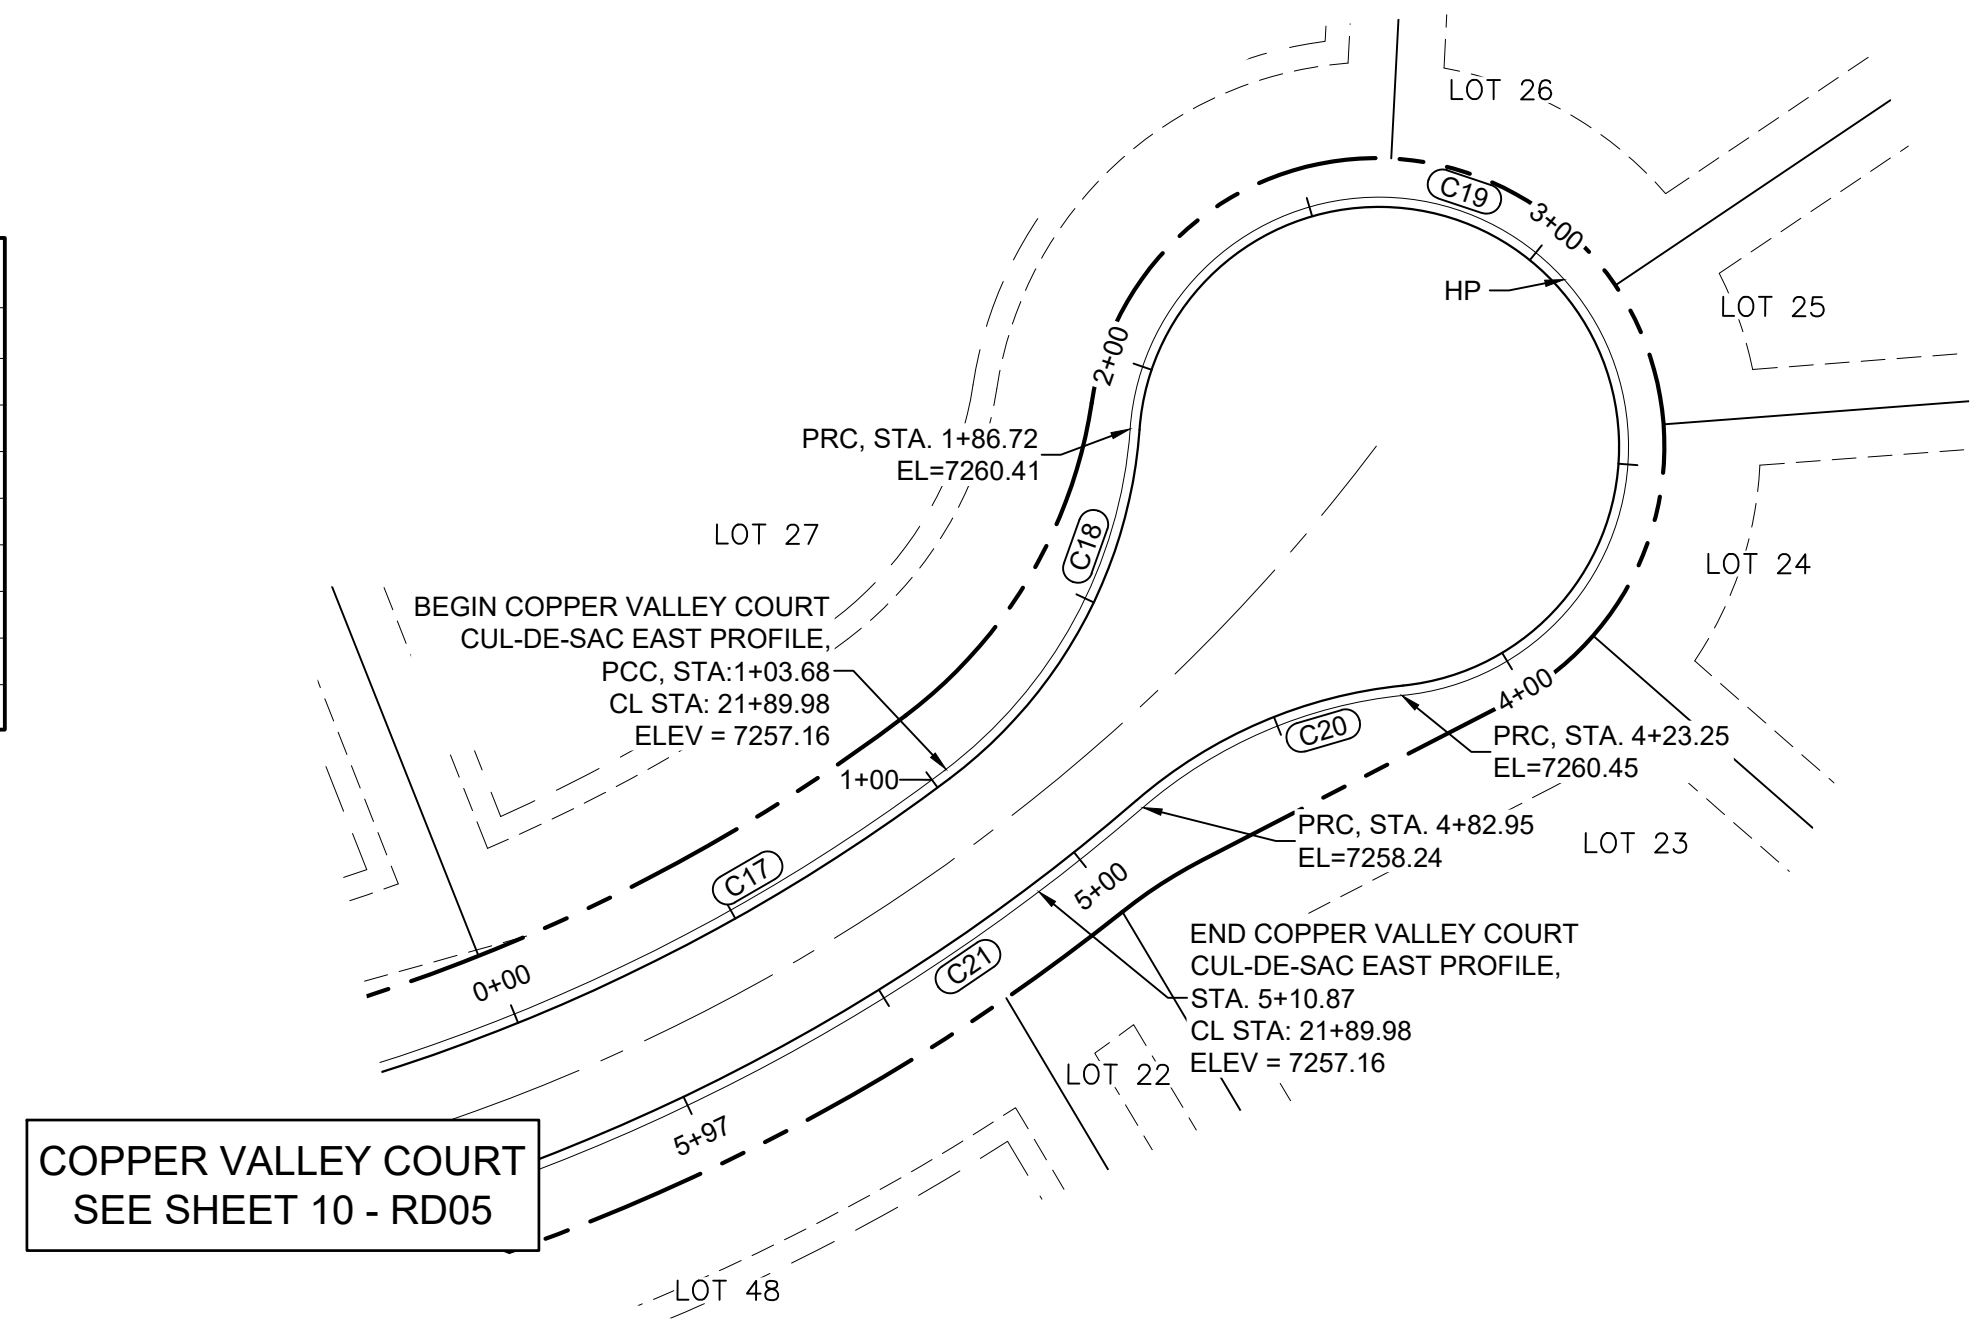 LOT 26
C19
3+00
HP
LOT 25
2+00
PRC, STA. 1+86.72
EL=7260.41
LOT 27
C18
LOT 24
BEGIN COPPER VALLEY COURT
CUL-DE-SAC EAST PROFILE,
PCC, STA:1+03.68
CL STA: 21+89.98
ELEV = 7257.16
4+00
C20
PRC, STA. 4+23.25
EL=7260.45
1+00
PRC, STA. 4+82.95
EL=7258.24
LOT 23
C17
5+00
END COPPER VALLEY COURT
CUL-DE-SAC EAST PROFILE,
STA. 5+10.87
CL STA: 21+89.98
ELEV = 7257.16
C21
0+00
LOT 22
5+97
COPPER VALLEY COURT
SEE SHEET 10 - RD05
LOT 48